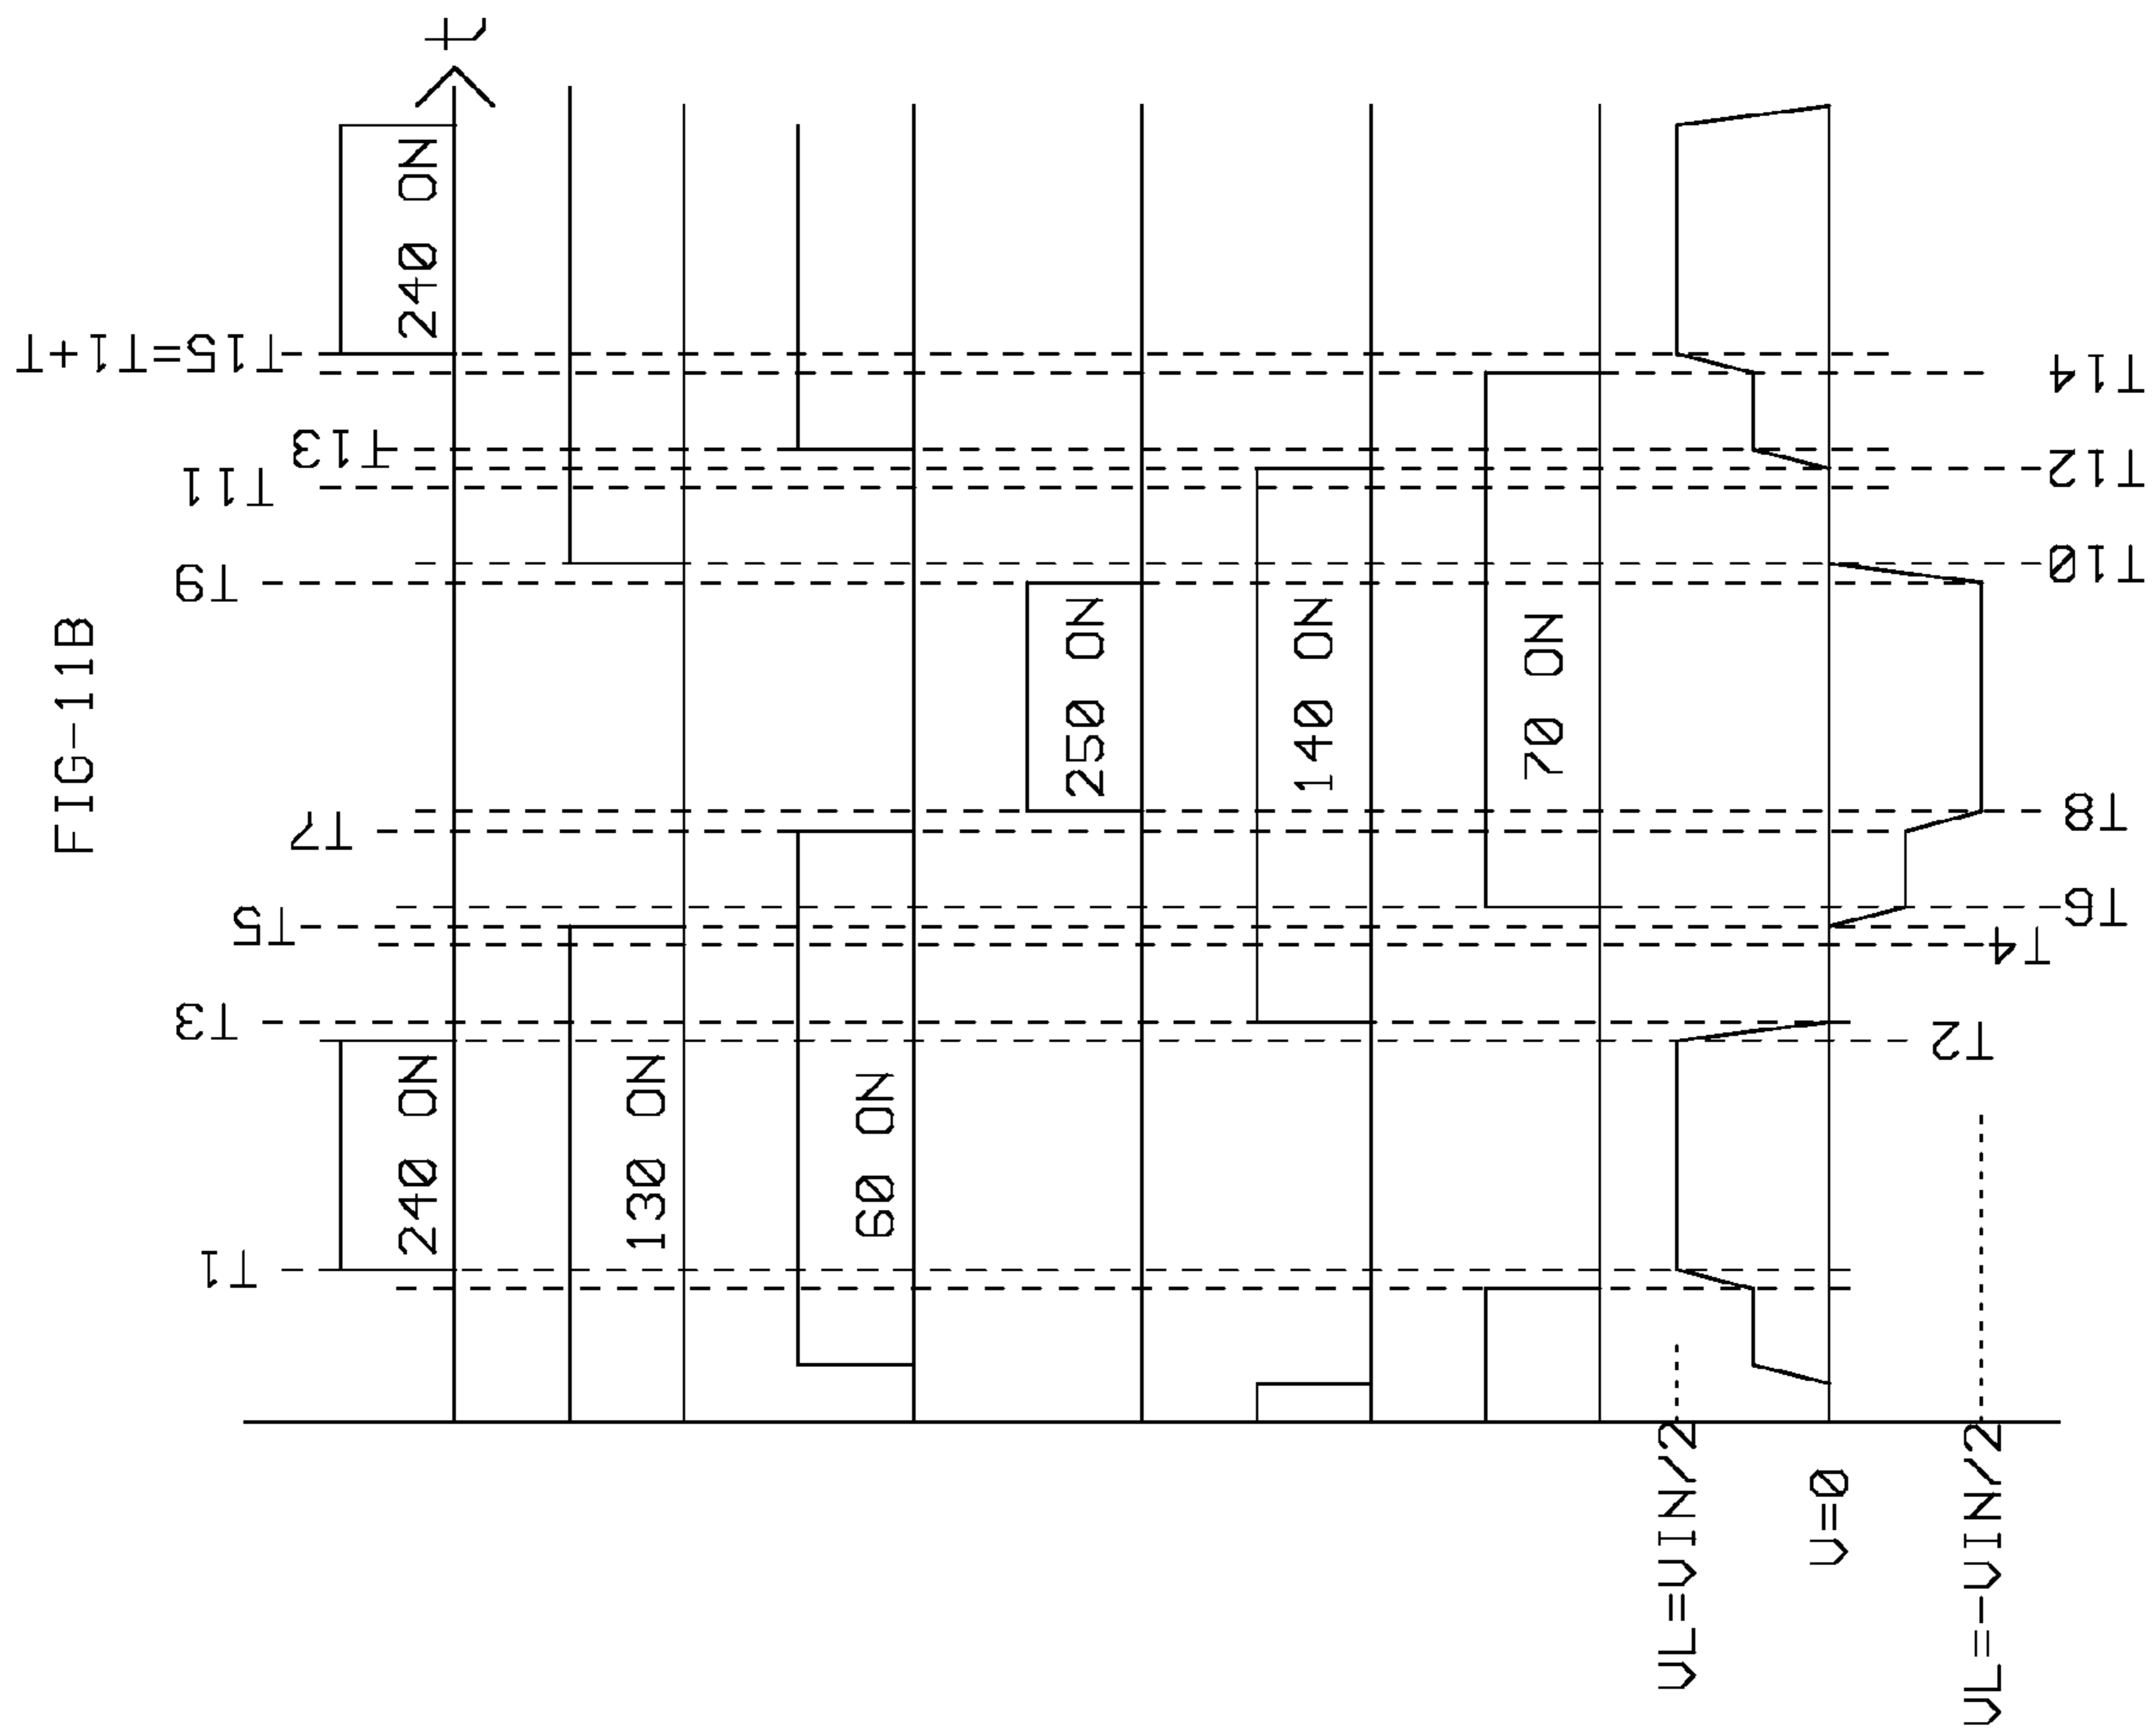 FIG-11B
t
T15=T1+T
T13
T11
T9
T7
T5
T3
T1
240 ON
240 ON
130 ON
60 ON
250 ON
140 ON
70 ON
T14
T12
T10
T8
T6
T4
T2
VL=VIN/2
V=0
VL=-VIN/2